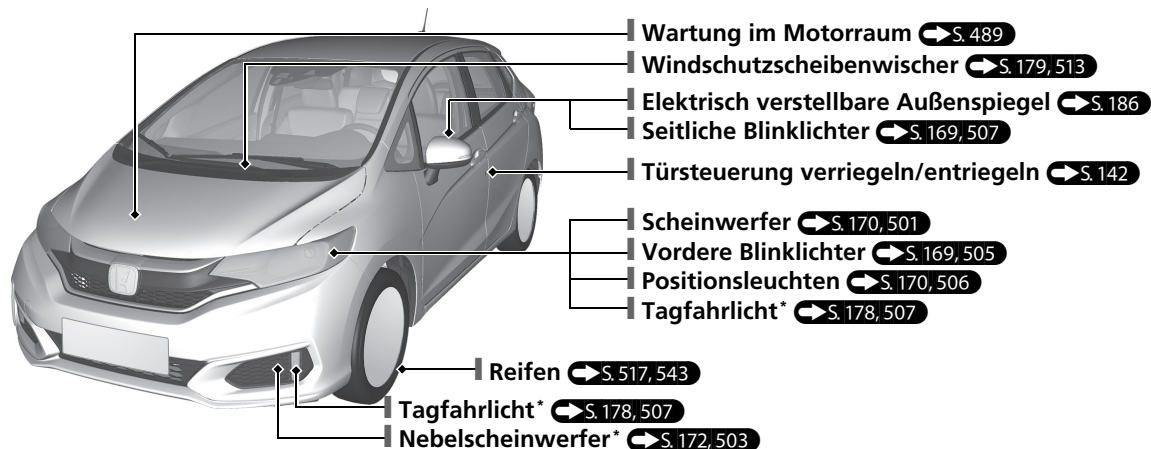 Wartung im Motorraum S. 489
Windschutzscheibenwischer S. 179, 513
Elektrisch verstellbare Außenspiegel S. 186
Seitliche Blinklichter S. 169, 507
Türsteuerung verriegeln/entriegeln S. 142
Scheinwerfer S. 170, 501
Vordere Blinklichter S. 169, 505
Positionsleuchten S. 170, 506
Tagfahrlicht* S. 178, 507
Reifen S. 517, 543
Tagfahrlicht* S. 178, 507
Nebelscheinwerfer* S. 172, 503